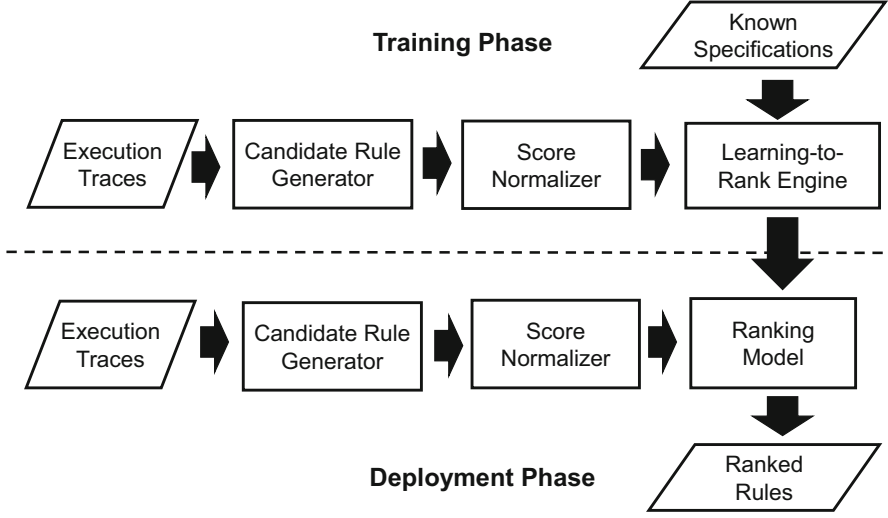 Training Phase
Known
Specifications
Execution
Traces
Candidate Rule
Generator
Score
Normalizer
Learning-to-
Rank Engine
Execution
Traces
Candidate Rule
Generator
Score
Normalizer
Ranking
Model
Deployment Phase
Ranked
Rules